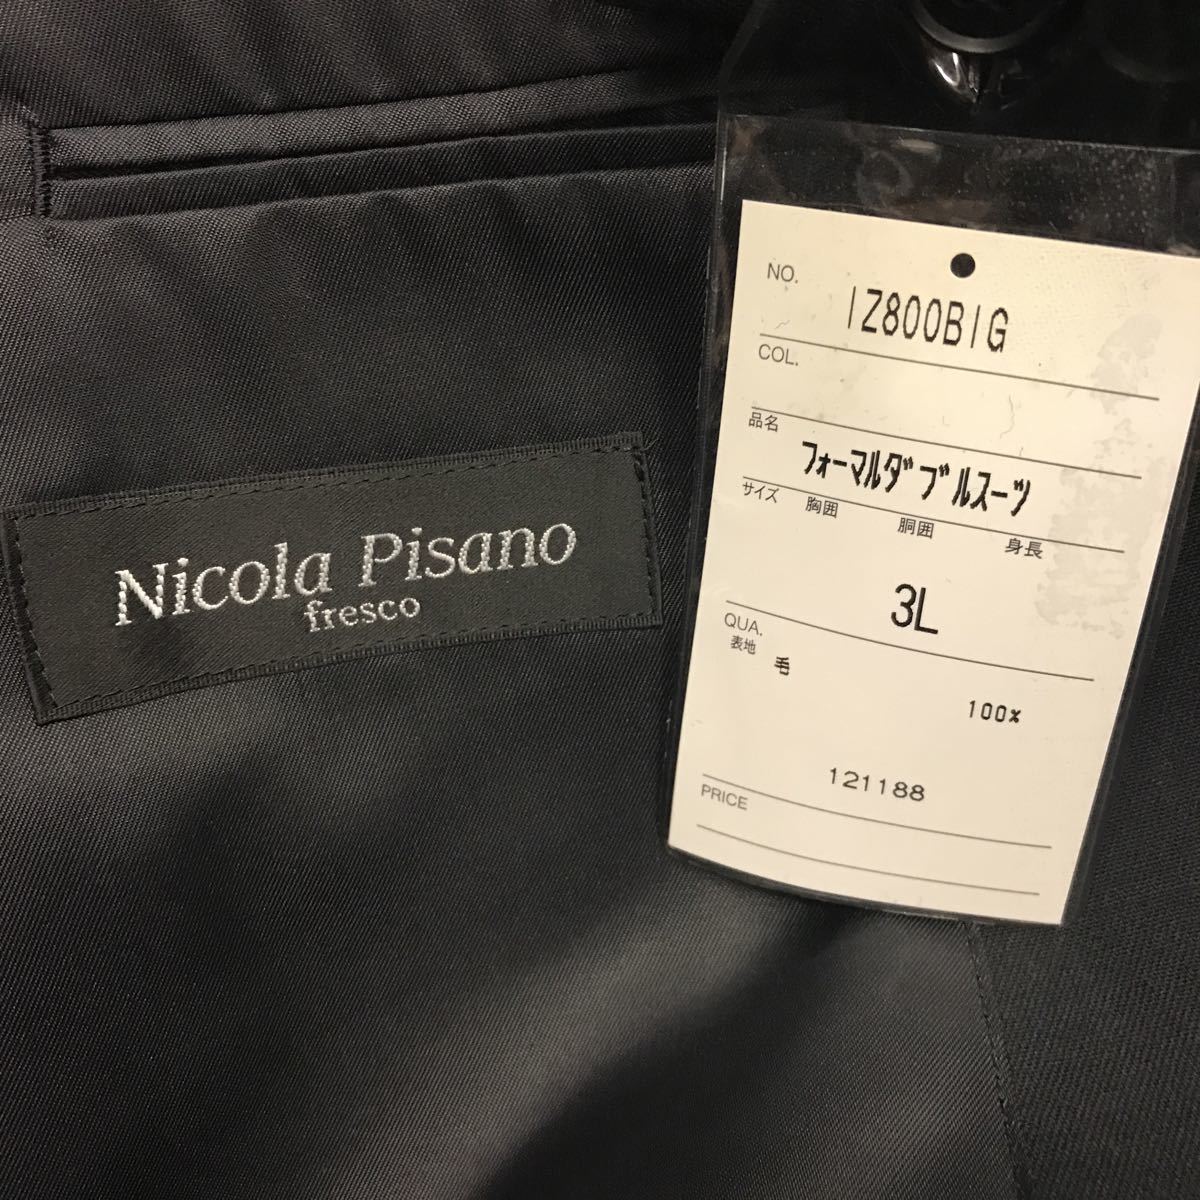 Nicola Pisano
fresco
NO. IZ800BIG
COL.
品名 フォーマルダブルスーツ
サイズ 胸囲 胴囲 身長
3L
QUA.
表地 毛 100%
121188
PRICE